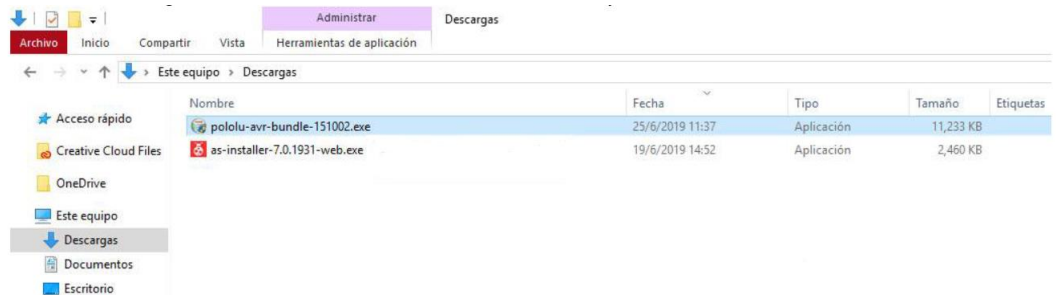 Administrar Descargas
Archivo Inicio Compartir Vista Herramientas de aplicación
Este equipo › Descargas
Nombre Fecha Tipo Tamaño Etiquetas
Acceso rápido
pololu-avr-bundle-151002.exe 25/6/2019 11:37 Aplicación 11,233 KB
Creative Cloud Files
as-installer-7.0.1931-web.exe 19/6/2019 14:52 Aplicación 2,460 KB
OneDrive
Este equipo
Descargas
Documentos
Escritorio